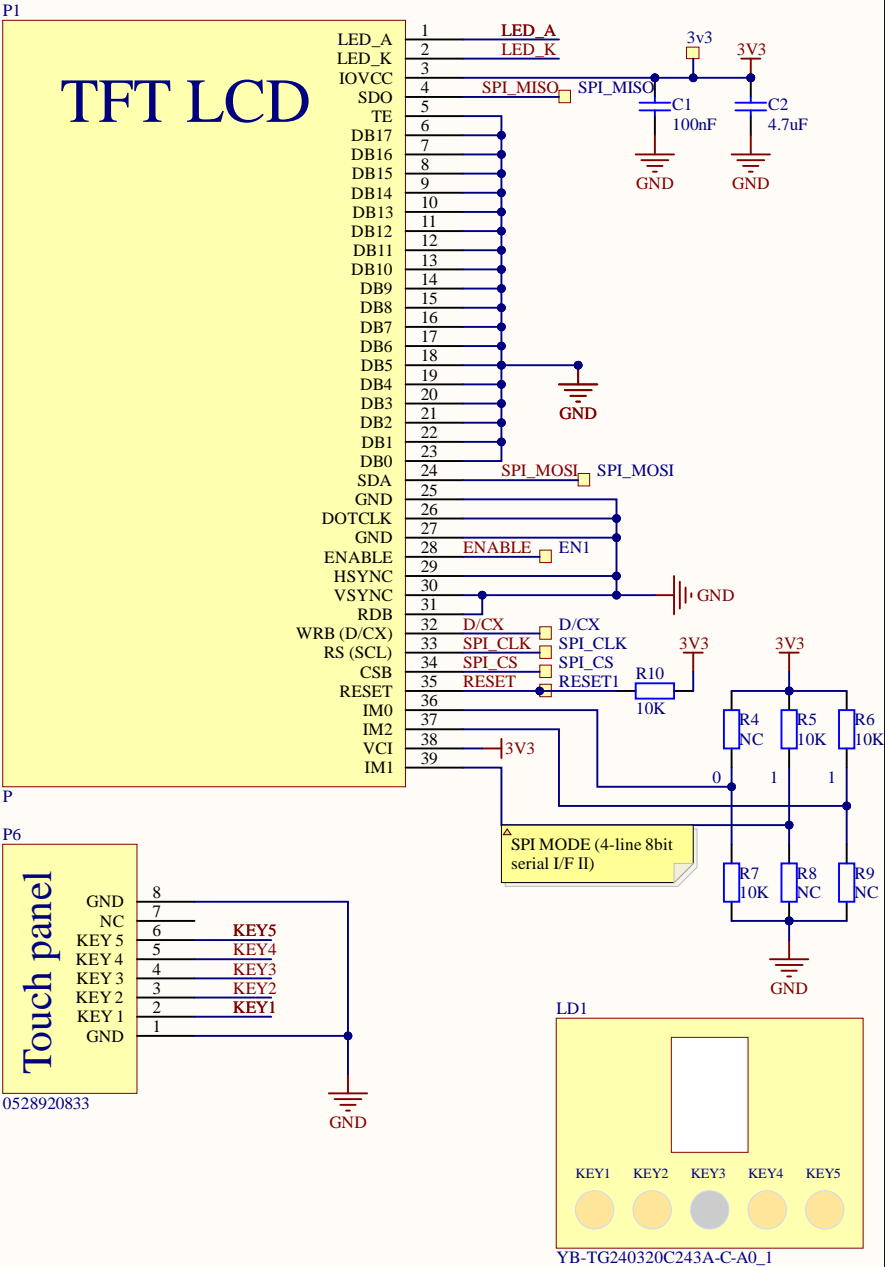 P1
TFT LCD
LED_A 1 LED_A
LED_K 2 LED_K
IOVCC 3
3v3
3V3
SDO 4 SPI_MISO SPI_MISO
C1
100nF
C2
4.7uF
GND
GND
TE 5
DB17 6
DB16 7
DB15 8
DB14 9
DB13 10
DB12 11
DB11 12
DB10 13
DB9 14
DB8 15
DB7 16
DB6 17
DB5 18
DB4 19
DB3 20
DB2 21
DB1 22
DB0 23
GND
SDA 24 SPI_MOSI SPI_MOSI
GND 25
DOTCLK 26
GND 27
ENABLE 28 ENABLE EN1
HSYNC 29
VSYNC 30
GND
RDB 31
WRB (D/CX) 32 D/CX D/CX
RS (SCL) 33 SPI_CLK SPI_CLK
CSB 34 SPI_CS SPI_CS
RESET 35 RESET RESET1
R10
10K
3V3
3V3
IM0 36
IM2 37
VCI 38 3V3
IM1 39
P
R4
NC
R5
10K
R6
10K
0 1 1
SPI MODE (4-line 8bit
serial I/F II)
R7
10K
R8
NC
R9
NC
GND
P6
Touch panel
GND 8
NC 7
KEY 5 6 KEY5
KEY 4 5 KEY4
KEY 3 4 KEY3
KEY 2 3 KEY2
KEY 1 2 KEY1
GND 1
0528920833
GND
LD1
KEY1 KEY2 KEY3 KEY4 KEY5
YB-TG240320C243A-C-A0_1